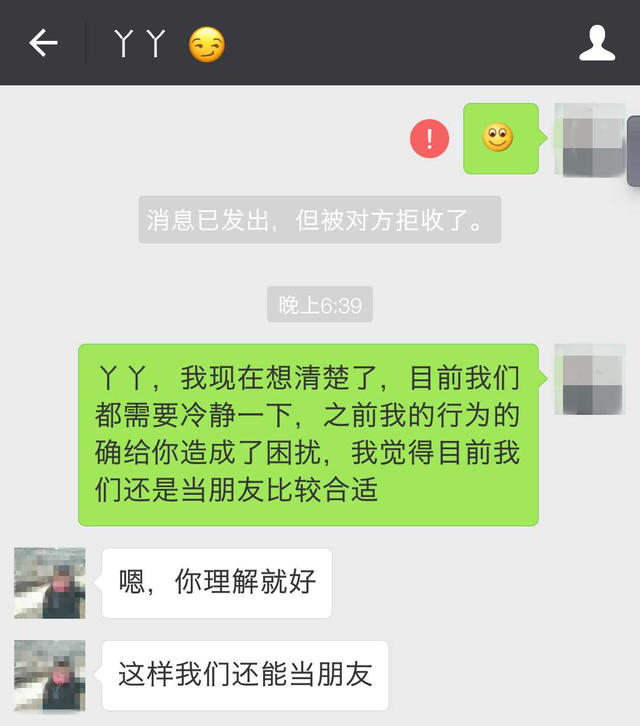 丫丫 😏
!
消息已发出，但被对方拒收了。
晚上6:39
丫丫，我现在想清楚了，目前我们
都需要冷静一下，之前我的行为的
确给你造成了困扰，我觉得目前我
们还是当朋友比较合适
嗯，你理解就好
这样我们还能当朋友